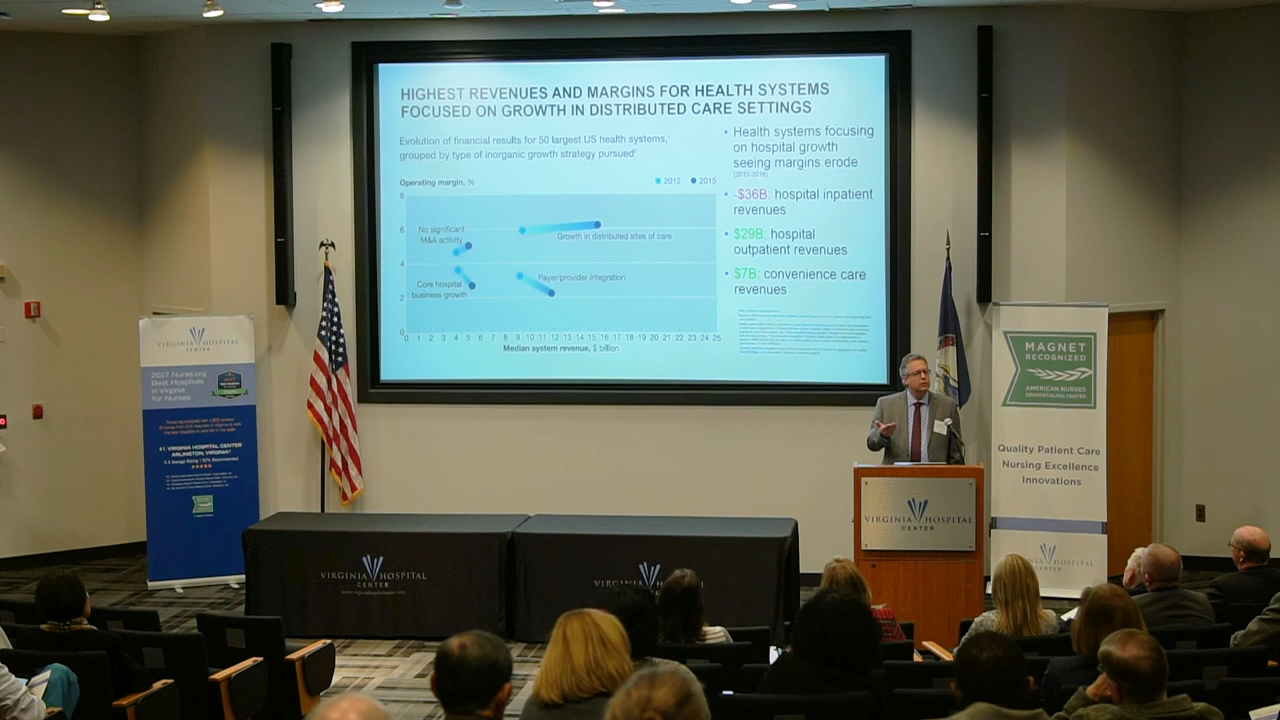 HIGHEST REVENUES AND MARGINS FOR HEALTH SYSTEMS
FOCUSED ON GROWTH IN DISTRIBUTED CARE SETTINGS
Evolution of financial results for 50 largest US health systems,
grouped by type of inorganic growth strategy pursued
Operating margin, %
2012
2015
8
6
4
2
0
No significant
M&A activity
Growth in distributed sites of care
Core hospital
business growth
Payer/provider integration
0 1 2 3 4 5 6 7 8 9 10 11 12 13 14 15 16 17 18 19 20 21 22 23 24 25
Median system revenue, $ billion
• Health systems focusing
on hospital growth
seeing margins erode
• -$36B: hospital inpatient
revenues
• $29B: hospital
outpatient revenues
• $7B: convenience care
revenues
VIRGINIA HOSPITAL
CENTER
2017 Nurse.org
Best Hospitals
in Virginia
for Nurses
#1. VIRGINIA HOSPITAL CENTER
ARLINGTON, VIRGINIA*
VIRGINIA HOSPITAL
CENTER
www.virginiahospitalcenter.com
VIRGINIA HOSPITAL
VIRGINIA HOSPITAL
CENTER
MAGNET
RECOGNIZED
AMERICAN NURSES
CREDENTIALING CENTER
Quality Patient Care
Nursing Excellence
Innovations
VIRGINIA HOSPITAL
CENTER